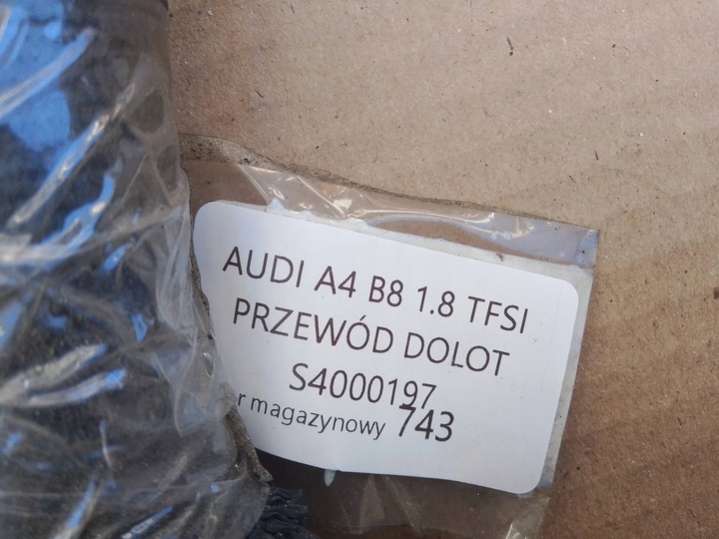 AUDI A4 B8 1.8 TFSI
PRZEWÓD DOLOT
S4000197
r magazynowy 743